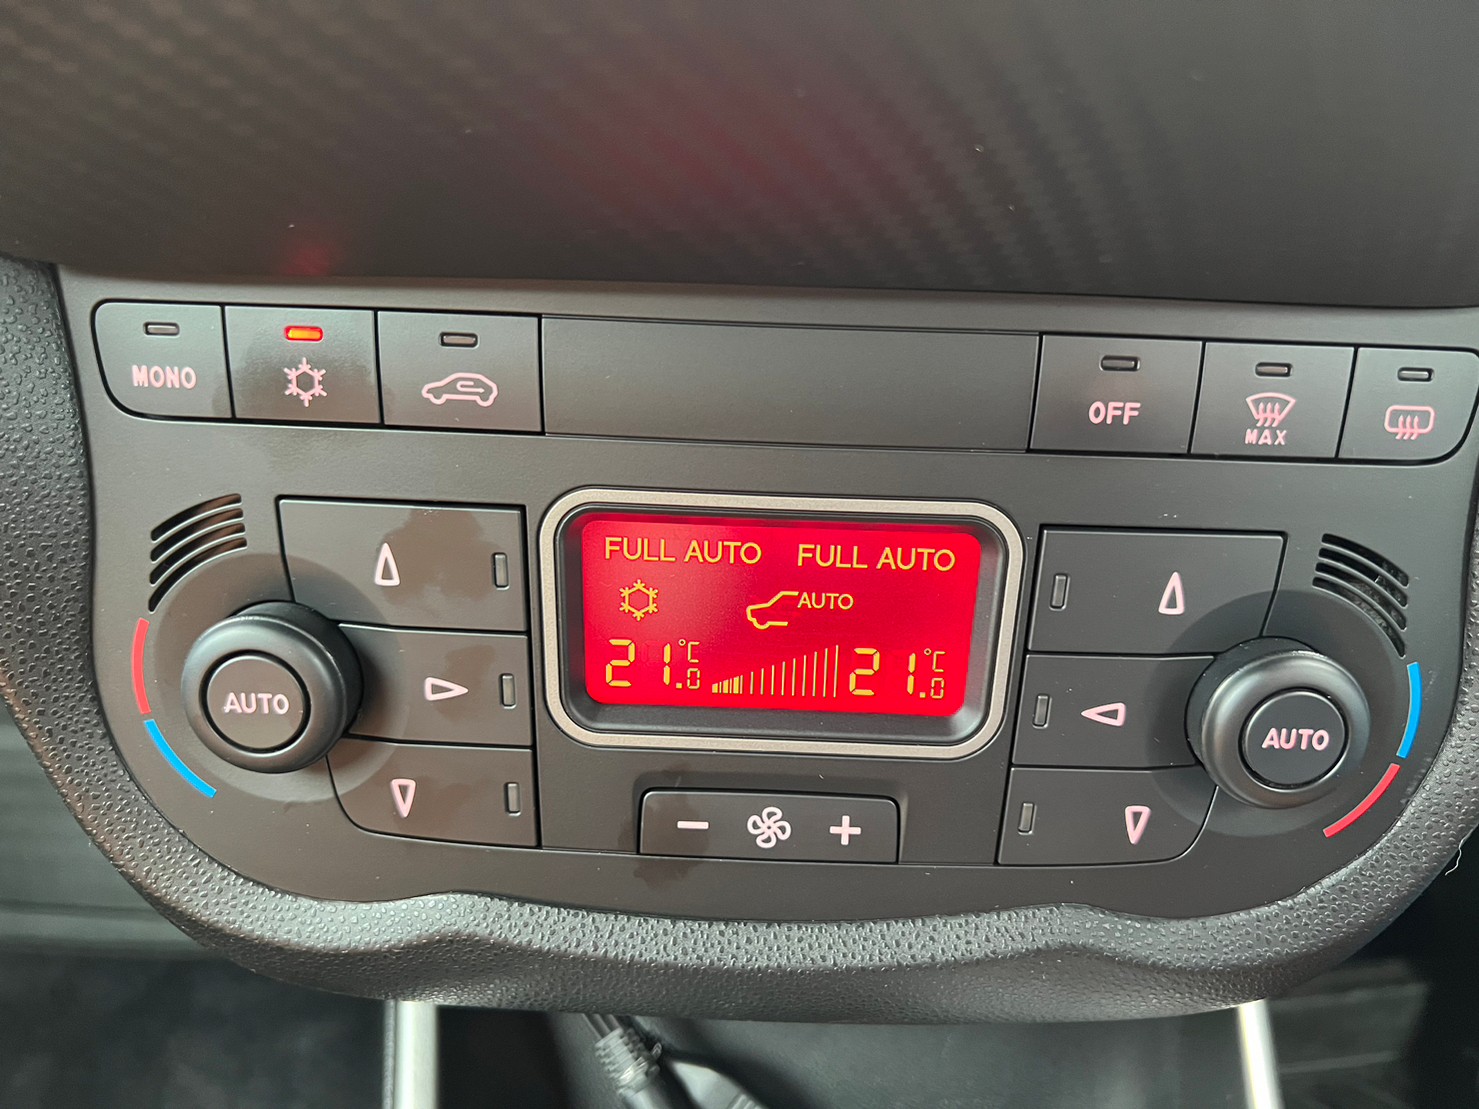 MONO
OFF
MAX
FULL AUTO FULL AUTO
AUTO
21.0 °C 21.0 °C
AUTO
AUTO
- +